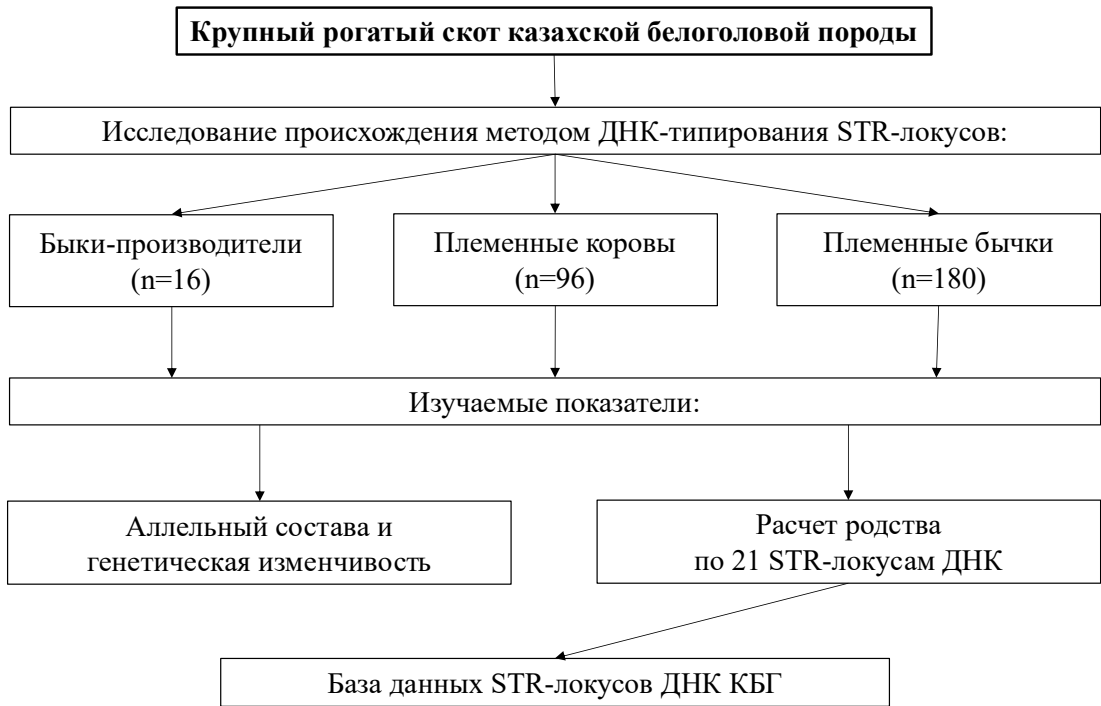 Крупный рогатый скот казахской белоголовой породы
Исследование происхождения методом ДНК-типирования STR-локусов:
Быки-производители
(n=16)
Племенные коровы
(n=96)
Племенные бычки
(n=180)
Изучаемые показатели:
Аллельный состава и
генетическая изменчивость
Расчет родства
по 21 STR-локусам ДНК
База данных STR-локусов ДНК КБГ